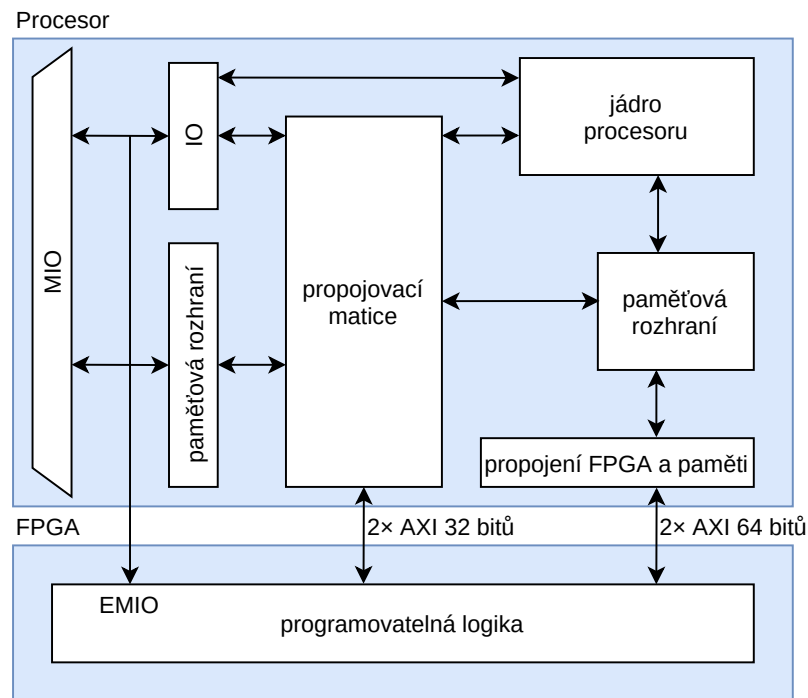 Procesor
MIO
IO
jádro
procesoru
propojovací
matice
paměťová rozhraní
paměťová
rozhraní
propojení FPGA a paměti
FPGA
2× AXI 32 bitů
2× AXI 64 bitů
EMIO
programovatelná logika